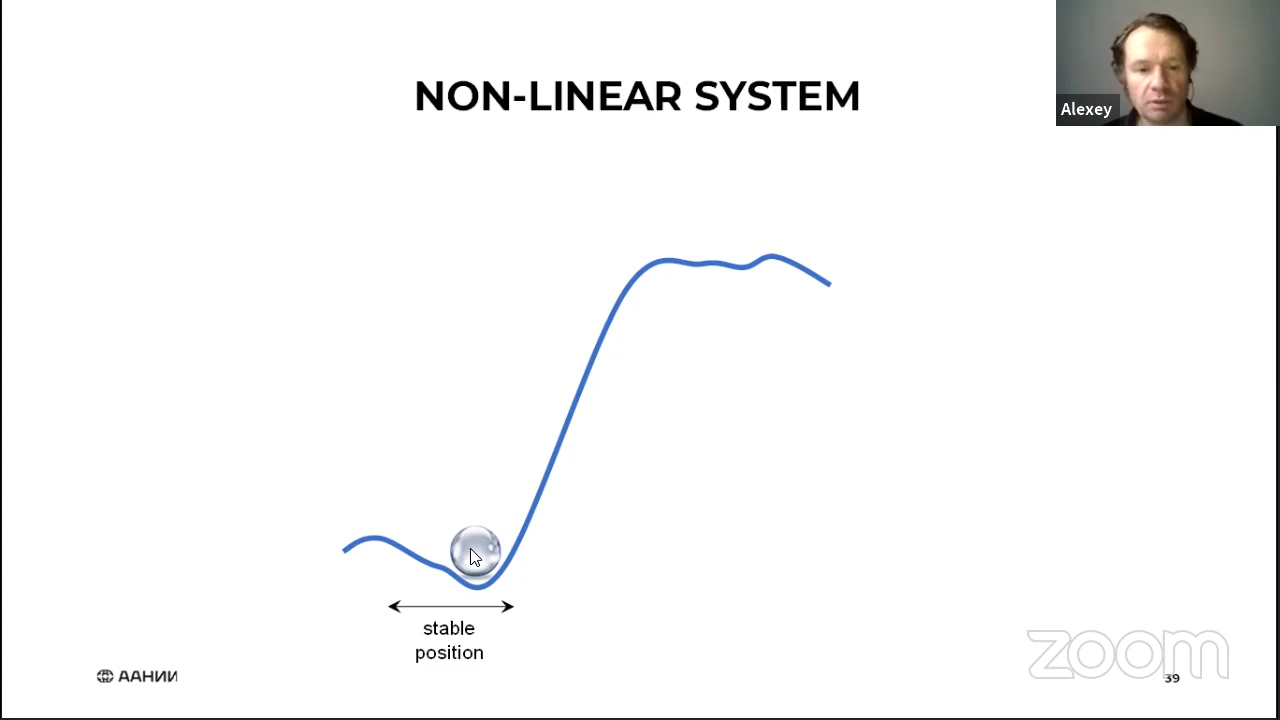 Alexey
NON-LINEAR SYSTEM
stable
position
ААНИИ
zoom
39